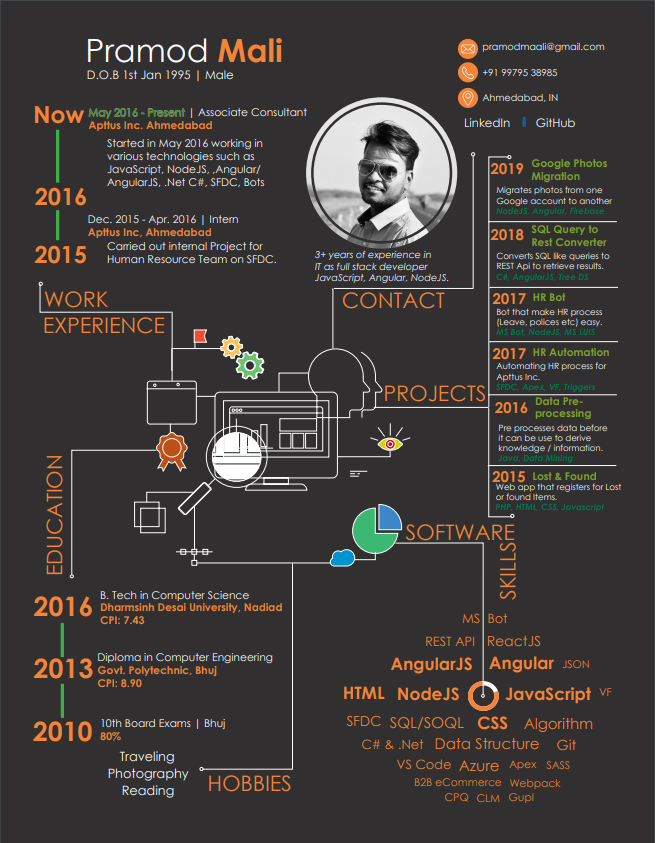 Pramod Mali
D.O.B 1st Jan 1995 | Male
pramodmaali@gmail.com
+91 99795 38985
Ahmedabad, IN
LinkedIn | GitHub
Now
May 2016 - Present | Associate Consultant
Apttus Inc. Ahmedabad
Started in May 2016 working in
various technologies such as
JavaScript, NodeJS, ,Angular/
AngularJS, .Net C#, SFDC, Bots
2016
Dec. 2015 - Apr. 2016 | Intern
Apttus Inc, Ahmedabad
2015
Carried out internal Project for
Human Resource Team on SFDC.
WORK
EXPERIENCE
3+ years of experience in
IT as full stack developer
JavaScript, Angular, NodeJS.
CONTACT
PROJECTS
2019 Google Photos
Migration
Migrates photos from one
Google account to another
NodeJS, Angular, Firebase
2018 SQL Query to
Rest Converter
Converts SQL like queries to
REST Api to retrieve results.
C#, AngularJS, Tree DS
2017 HR Bot
Bot that make HR process
(Leave, polices etc) easy.
MS Bot, NodeJS, MS LUIS
2017 HR Automation
Automating HR process for
Apttus Inc.
SFDC, Apex, VF, Triggers
2016 Data Pre-
processing
Pre processes data before
it can be use to derive
knowledge / information.
Java, Data Mining
2015 Lost & Found
Web app that registers for Lost
or found Items.
PHP, HTML, CSS, Javascript
EDUCATION
2016
B. Tech in Computer Science
Dharmsinh Desai University, Nadiad
CPI: 7.43
2013
Diploma in Computer Engineering
Govt. Polytechnic, Bhuj
CPI: 8.90
2010
10th Board Exams | Bhuj
80%
Traveling
Photography
Reading
HOBBIES
SOFTWARE
SKILLS
MS Bot
REST API ReactJS
AngularJS Angular JSON
HTML NodeJS JavaScript VF
SFDC SQL/SOQL CSS Algorithm
C# & .Net Data Structure Git
VS Code Azure Apex SASS
B2B eCommerce Webpack
CPQ CLM Gupl